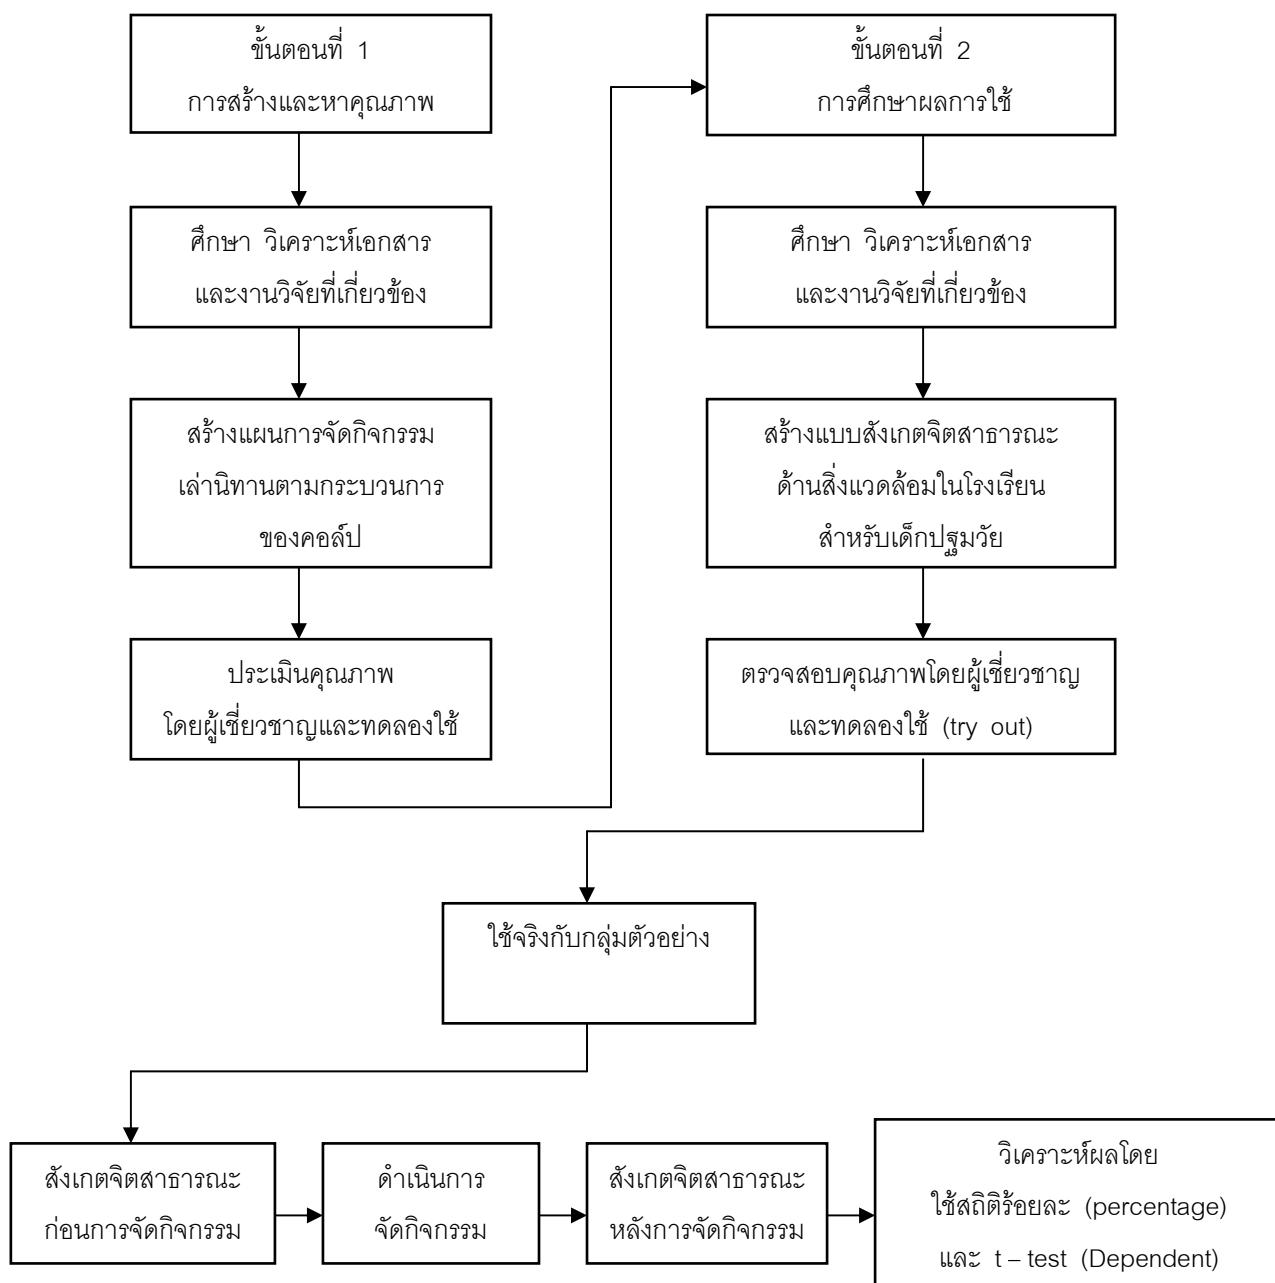 ขั้นตอนที่ 1
การสร้างและหาคุณภาพ
ศึกษา วิเคราะห์เอกสาร
และงานวิจัยที่เกี่ยวข้อง
สร้างแผนการจัดกิจกรรม
เล่านิทานตามกระบวนการ
ของคอล์ป
ประเมินคุณภาพ
โดยผู้เชี่ยวชาญและทดลองใช้
ขั้นตอนที่ 2
การศึกษาผลการใช้
ศึกษา วิเคราะห์เอกสาร
และงานวิจัยที่เกี่ยวข้อง
สร้างแบบสังเกตจิตสาธารณะ
ด้านสิ่งแวดล้อมในโรงเรียน
สำหรับเด็กปฐมวัย
ตรวจสอบคุณภาพโดยผู้เชี่ยวชาญ
และทดลองใช้ (try out)
ใช้จริงกับกลุ่มตัวอย่าง
สังเกตจิตสาธารณะ
ก่อนการจัดกิจกรรม
ดำเนินการ
จัดกิจกรรม
สังเกตจิตสาธารณะ
หลังการจัดกิจกรรม
วิเคราะห์ผลโดย
ใช้สถิติร้อยละ (percentage)
และ t – test (Dependent)